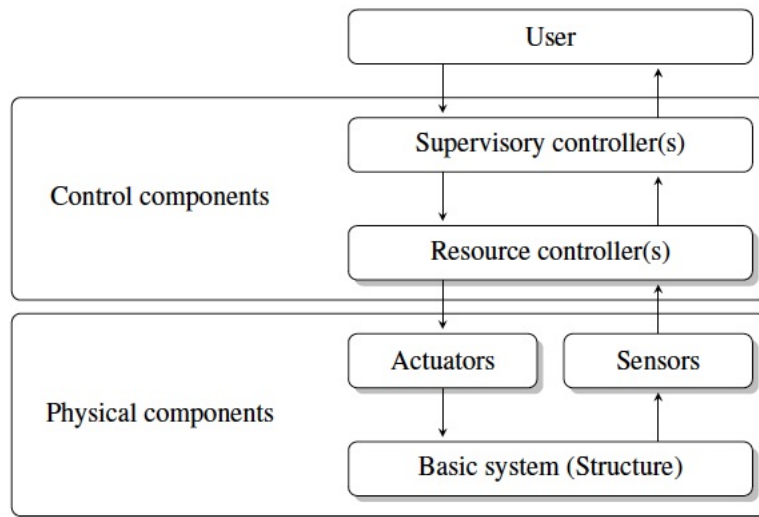 User
Supervisory controller(s)
Control components
Resource controller(s)
Actuators
Sensors
Physical components
Basic system (Structure)